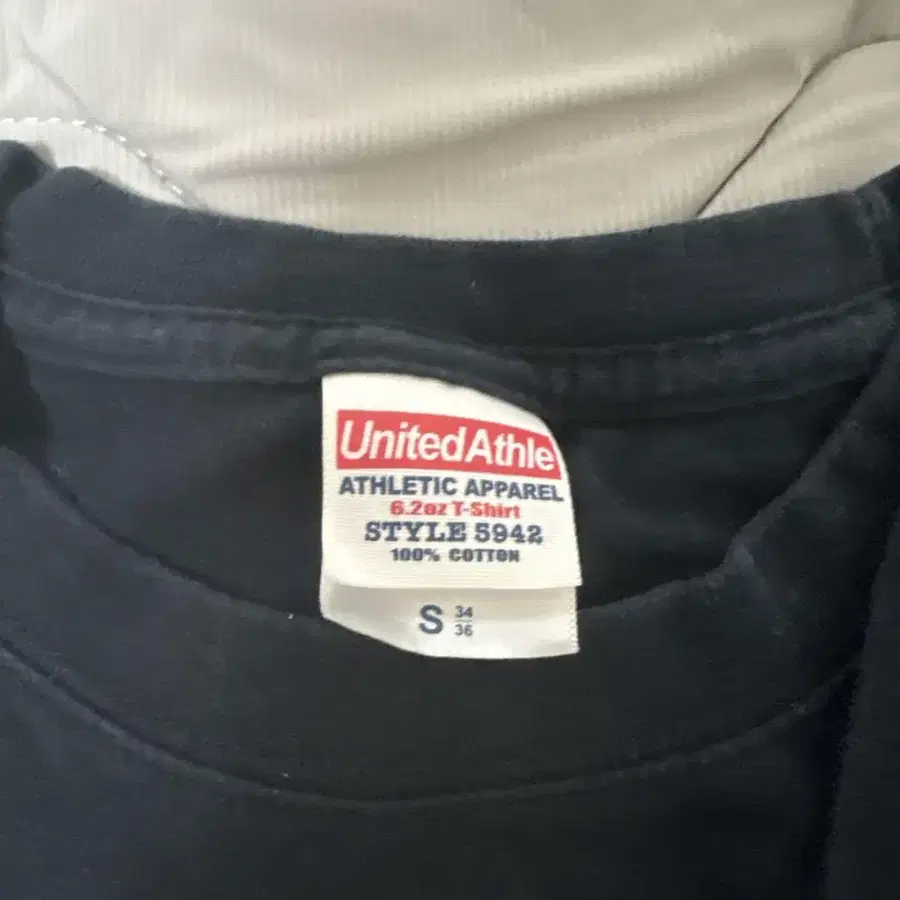 UnitedAthle
ATHLETIC APPAREL
6.2oz T-Shirt
STYLE 5942
100% COTTON
S 34
36